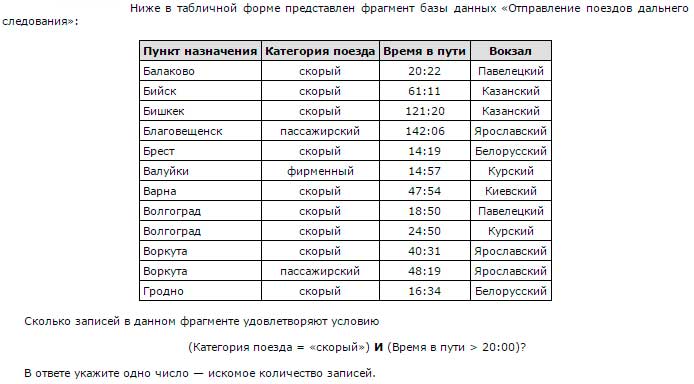 Ниже в табличной форме представлен фрагмент базы данных «Отправление поездов дальнего
следования»:
Пункт назначения Категория поезда Время в пути Вокзал
Балаково скорый 20:22 Павелецкий
Бийск скорый 61:11 Казанский
Бишкек скорый 121:20 Казанский
Благовещенск пассажирский 142:06 Ярославский
Брест скорый 14:19 Белорусский
Валуйки фирменный 14:57 Курский
Варна скорый 47:54 Киевский
Волгоград скорый 18:50 Павелецкий
Волгоград скорый 24:50 Курский
Воркута скорый 40:31 Ярославский
Воркута пассажирский 48:19 Ярославский
Гродно скорый 16:34 Белорусский
Сколько записей в данном фрагменте удовлетворяют условию
(Категория поезда = «скорый») И (Время в пути > 20:00)?
В ответе укажите одно число — искомое количество записей.